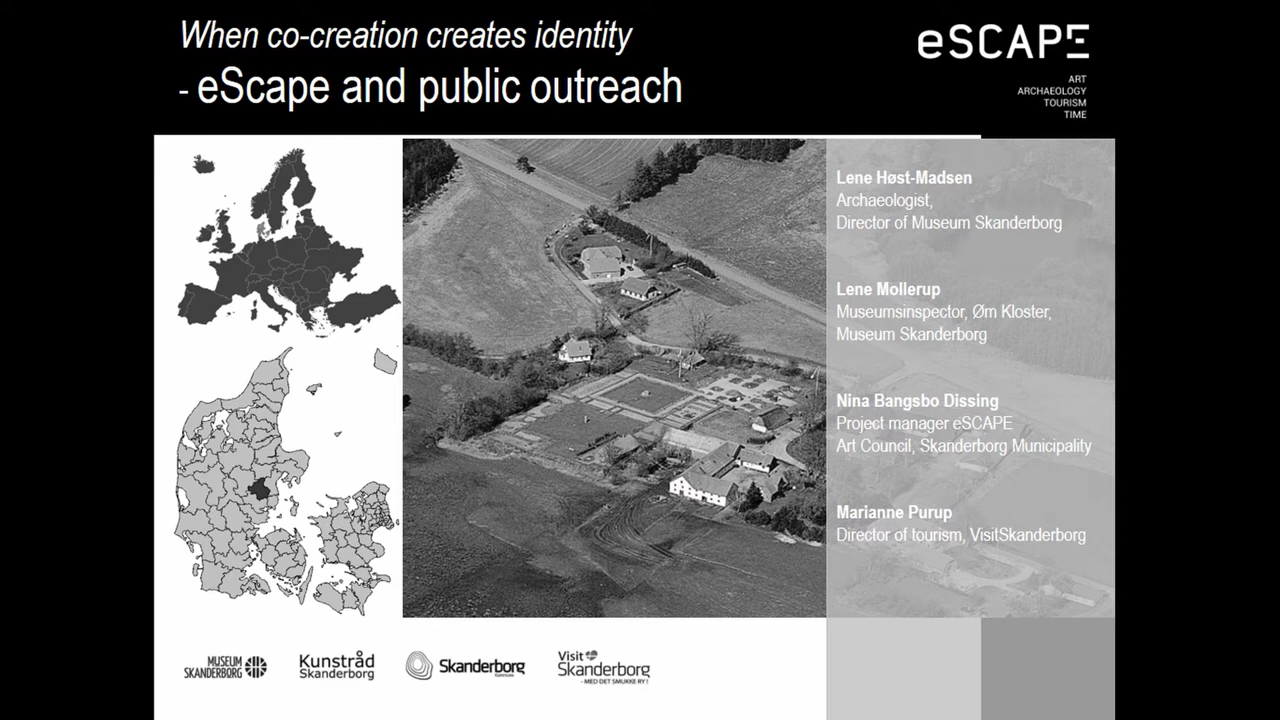 When co-creation creates identity
- eScape and public outreach
eSCAPE
ART
ARCHAEOLOGY
TOURISM
TIME
Lene Høst-Madsen
Archaeologist,
Director of Museum Skanderborg
Lene Mollerup
Museumsinspector, Øm Kloster,
Museum Skanderborg
Nina Bangsbo Dissing
Project manager eSCAPE
Art Council, Skanderborg Municipality
Marianne Purup
Director of tourism, VisitSkanderborg
MUSEUM
SKANDERBORG
Kunstråd
Skanderborg
Skanderborg
Kommune
Visit
Skanderborg
- MED DET SMUKKE RY !